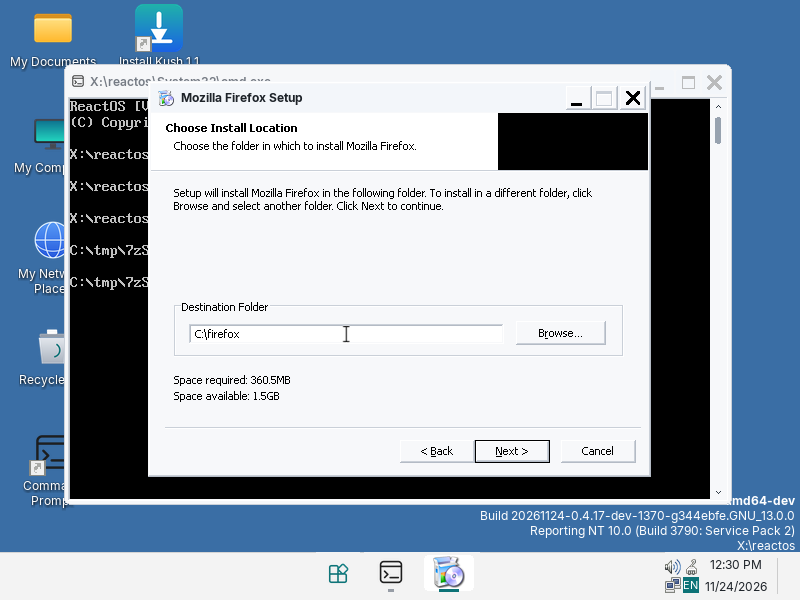 My Documents
Install Kush 1.1
My Comp
My Netw
Place
Recycle
Comma
Promp
X:\reactos\System32\cmd.exe
ReactOS [V
(C) Copyri
X:\reactos
X:\reactos
X:\reactos
C:\tmp\7zS
C:\tmp\7zS
Mozilla Firefox Setup
Choose Install Location
Choose the folder in which to install Mozilla Firefox.
Setup will install Mozilla Firefox in the following folder. To install in a different folder, click
Browse and select another folder. Click Next to continue.
Destination Folder
C:\firefox
Browse...
Space required: 360.5MB
Space available: 1.5GB
< Back
Next >
Cancel
md64-dev
Build 20261124-0.4.17-dev-1370-g344ebfe.GNU_13.0.0
Reporting NT 10.0 (Build 3790: Service Pack 2)
X:\reactos
12:30 PM
EN
11/24/2026